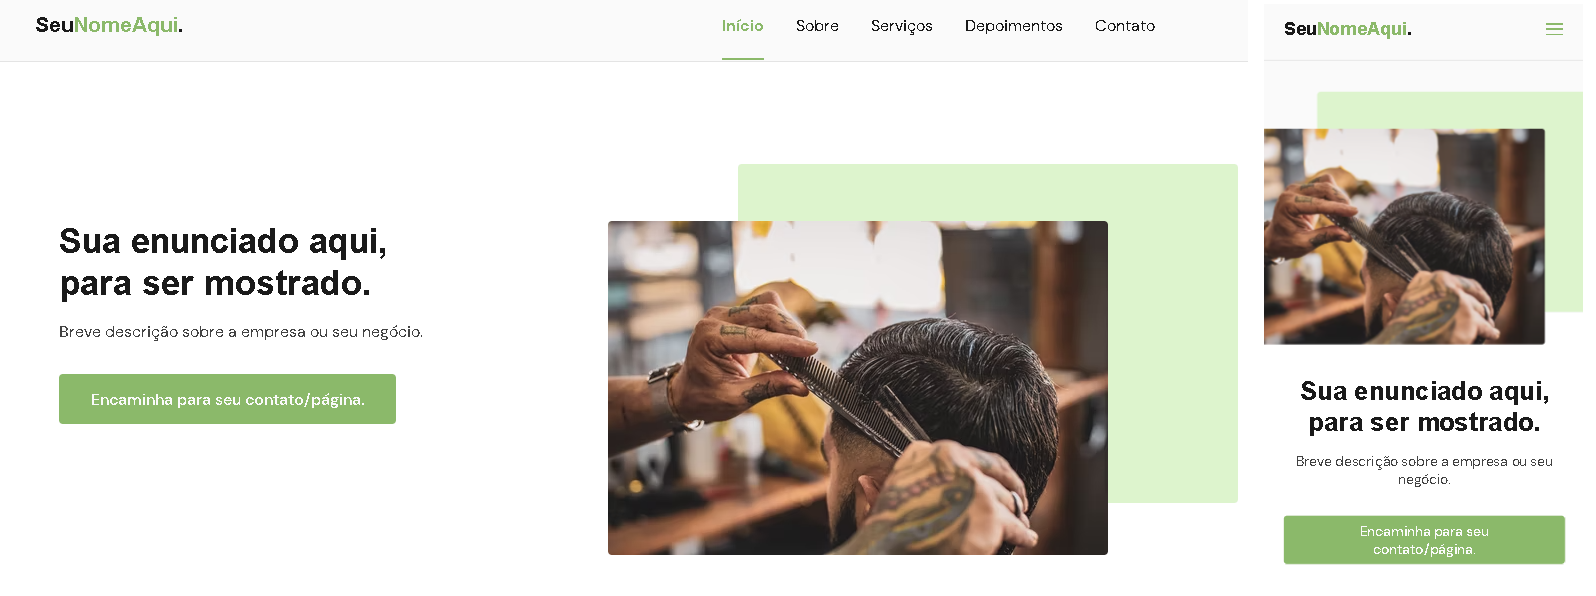 SeuNomeAqui.
Início Sobre Serviços Depoimentos Contato
Sua enunciado aqui,
para ser mostrado.
Breve descrição sobre a empresa ou seu negócio.
Encaminha para seu contato/página.
SeuNomeAqui.
Sua enunciado aqui,
para ser mostrado.
Breve descrição sobre a empresa ou seu
negócio.
Encaminha para seu
contato/página.